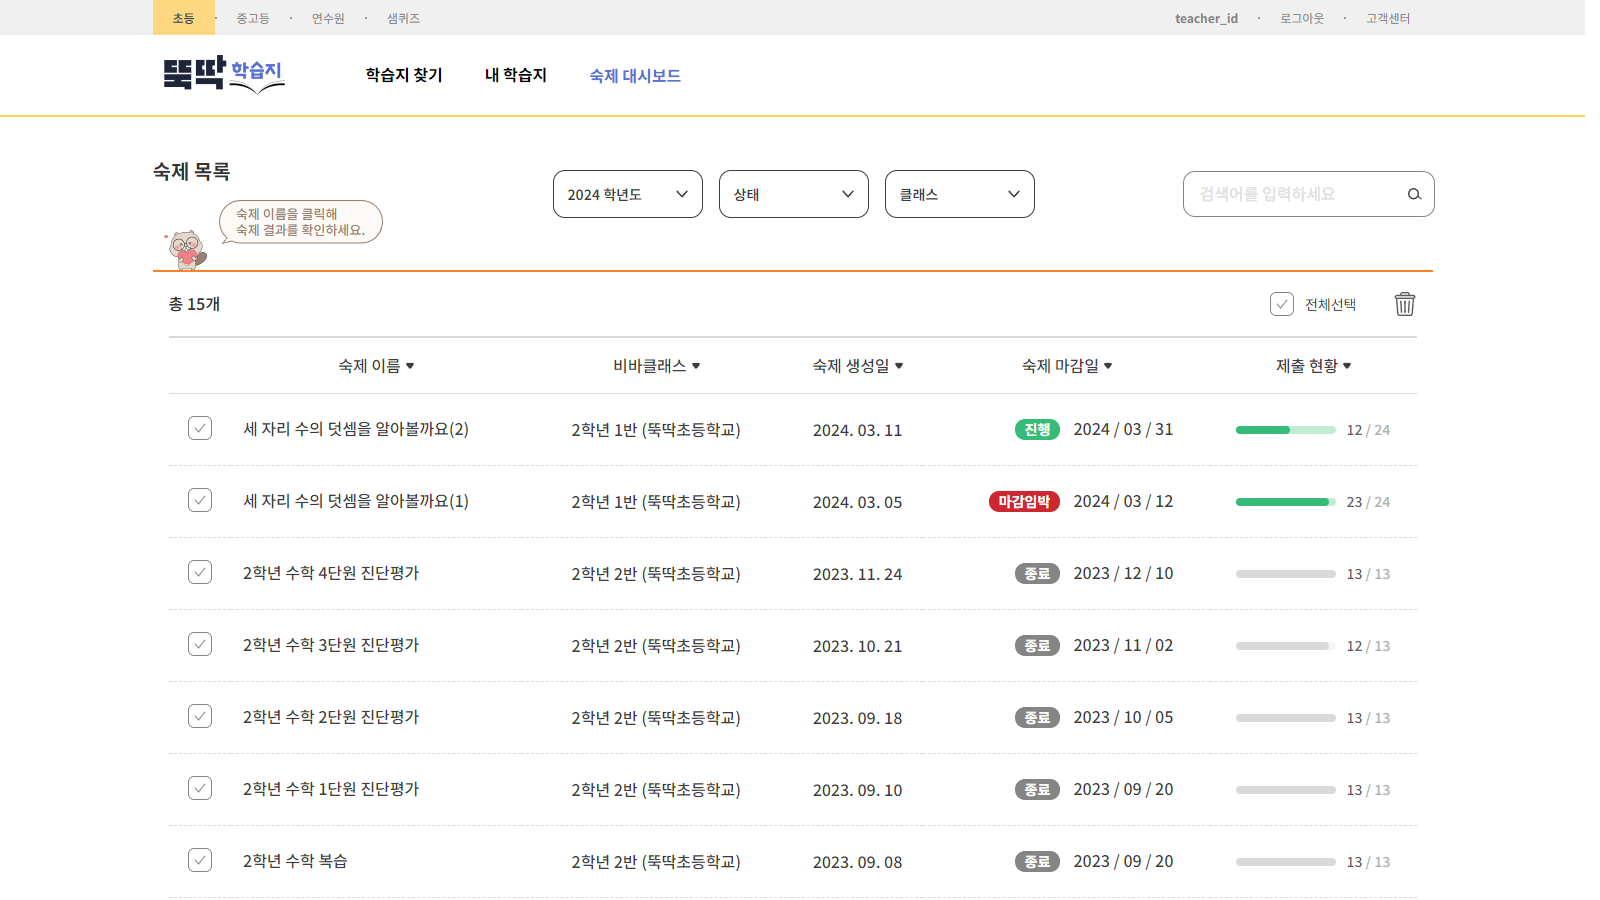 초등 · 중고등 · 연수원 · 샘퀴즈
teacher_id · 로그아웃 · 고객센터
뚝딱 학습지
학습지 찾기 내 학습지 숙제 대시보드
숙제 목록
숙제 이름을 클릭해
숙제 결과를 확인하세요.
2024 학년도 상태 클래스
검색어를 입력하세요
총 15개
전체선택
숙제 이름 비바클래스 숙제 생성일 숙제 마감일 제출 현황
세 자리 수의 덧셈을 알아볼까요(2) 2학년 1반 (뚝딱초등학교) 2024. 03. 11 진행 2024 / 03 / 31 12 / 24
세 자리 수의 덧셈을 알아볼까요(1) 2학년 1반 (뚝딱초등학교) 2024. 03. 05 마감임박 2024 / 03 / 12 23 / 24
2학년 수학 4단원 진단평가 2학년 2반 (뚝딱초등학교) 2023. 11. 24 종료 2023 / 12 / 10 13 / 13
2학년 수학 3단원 진단평가 2학년 2반 (뚝딱초등학교) 2023. 10. 21 종료 2023 / 11 / 02 12 / 13
2학년 수학 2단원 진단평가 2학년 2반 (뚝딱초등학교) 2023. 09. 18 종료 2023 / 10 / 05 13 / 13
2학년 수학 1단원 진단평가 2학년 2반 (뚝딱초등학교) 2023. 09. 10 종료 2023 / 09 / 20 13 / 13
2학년 수학 복습 2학년 2반 (뚝딱초등학교) 2023. 09. 08 종료 2023 / 09 / 20 13 / 13